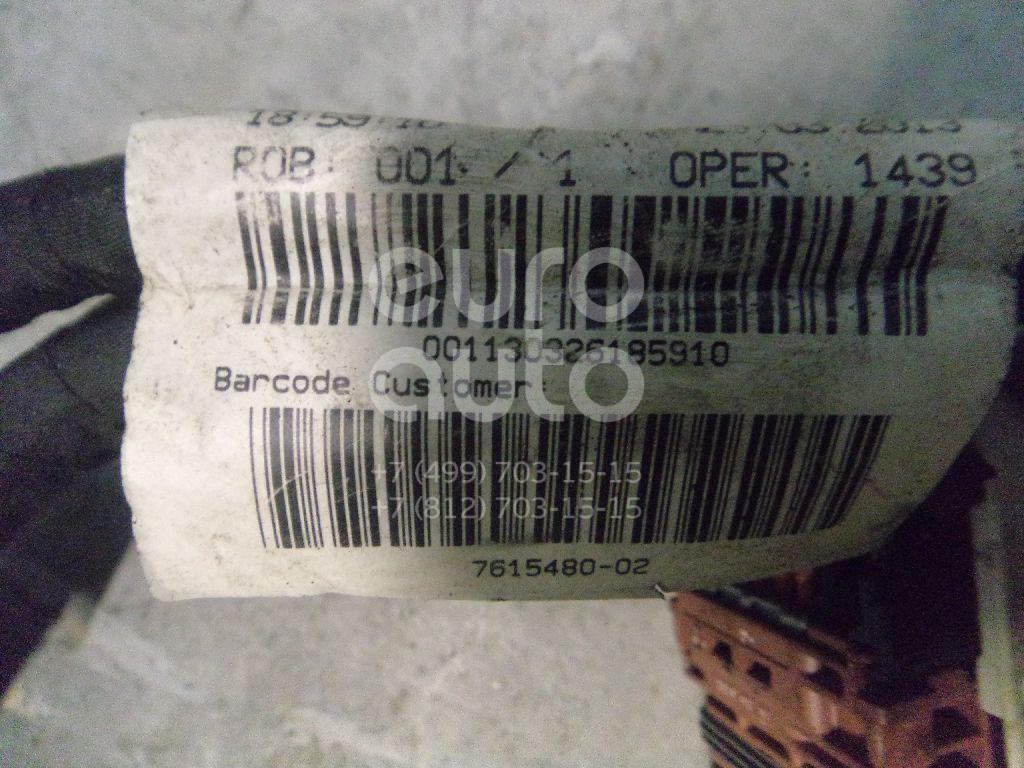 ROB: 001 / 1 OPER: 1439
euro
001130326185910
auto
Barcode Customer:
+7 (499) 703-15-15
+7 (812) 703-15-15
7615480-02